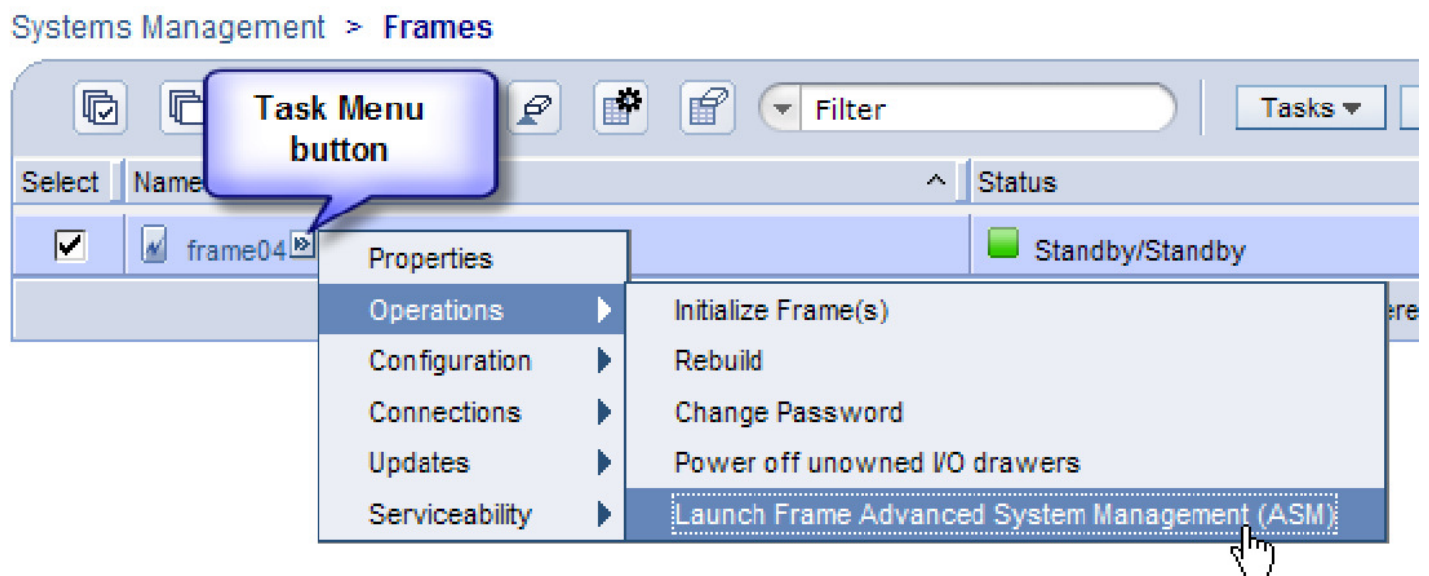 Systems Management > Frames
Task Menu
button
Filter
Tasks
Select
Name
Status
frame04
Standby/Standby
Properties
Operations
Initialize Frame(s)
Configuration
Rebuild
Connections
Change Password
Updates
Power off unowned I/O drawers
Serviceability
Launch Frame Advanced System Management (ASM)